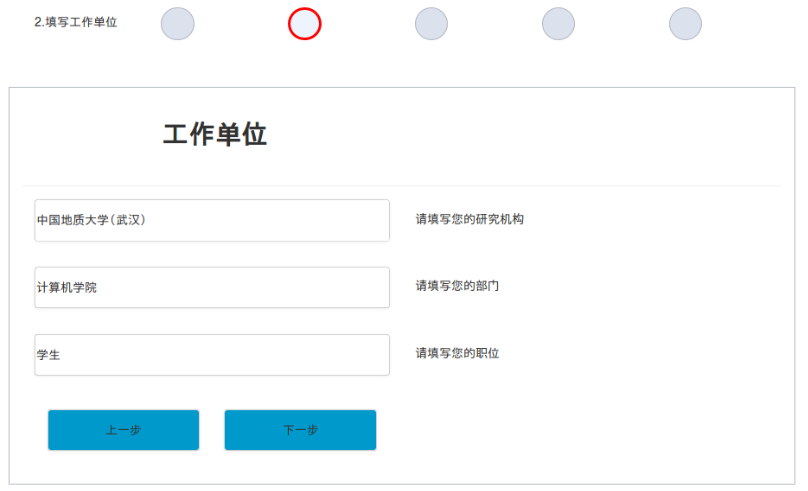 2.填写工作单位
工作单位
中国地质大学(武汉)
请填写您的研究机构
计算机学院
请填写您的部门
学生
请填写您的职位
上一步
下一步